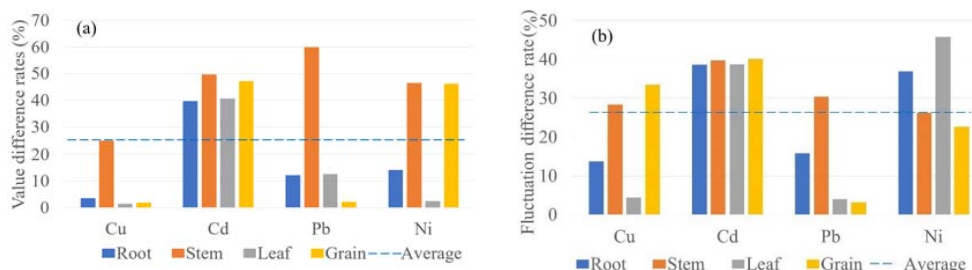 (a)
Value difference rates (%)
70
60
50
40
30
20
10
0
Cu Cd Pb Ni
Root Stem Leaf Grain Average
(b)
Fluctuation difference rate(%)
50
40
30
20
10
0
Cu Cd Pb Ni
Root Stem Leaf Grain Average